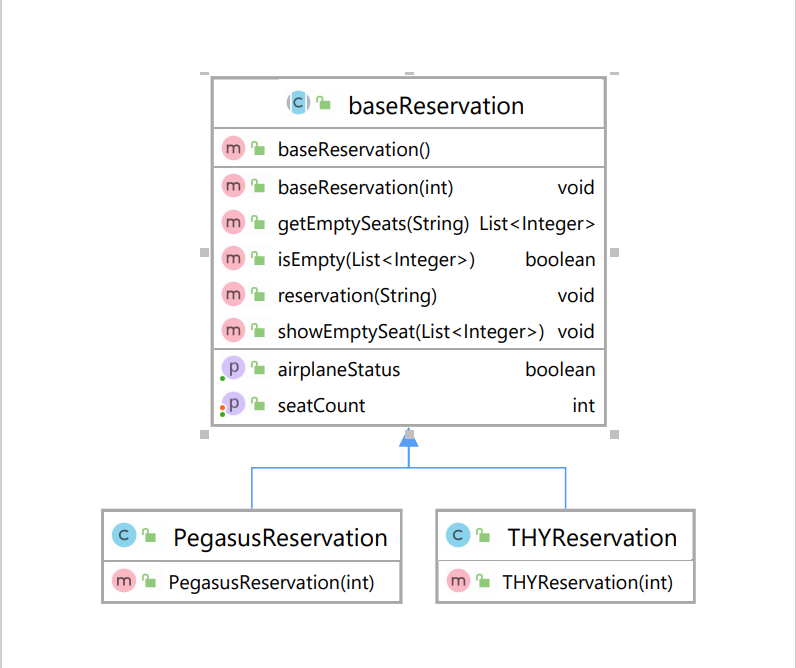 C baseReservation
m baseReservation()
m baseReservation(int) void
m getEmptySeats(String) List<Integer>
m isEmpty(List<Integer>) boolean
m reservation(String) void
m showEmptySeat(List<Integer>) void
p airplaneStatus boolean
p seatCount int
C PegasusReservation
m PegasusReservation(int)
C THYReservation
m THYReservation(int)